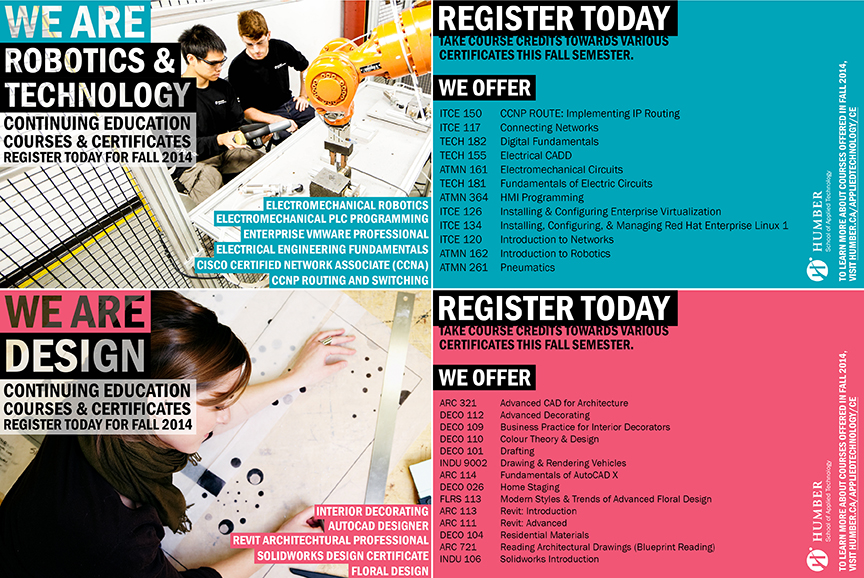 WE ARE
ROBOTICS &
TECHNOLOGY
CONTINUING EDUCATION
COURSES & CERTIFICATES
REGISTER TODAY FOR FALL 2014
ELECTROMECHANICAL ROBOTICS
ELECTROMECHANICAL PLC PROGRAMMING
ENTERPRISE VMWARE PROFESSIONAL
ELECTRICAL ENGINEERING FUNDAMENTALS
CISCO CERTIFIED NETWORK ASSOCIATE (CCNA)
CCNP ROUTING AND SWITCHING
REGISTER TODAY
TAKE COURSE CREDITS TOWARDS VARIOUS
CERTIFICATES THIS FALL SEMESTER.
WE OFFER
ITCE 150 CCNP ROUTE: Implementing IP Routing
ITCE 117 Connecting Networks
TECH 182 Digital Fundamentals
TECH 155 Electrical CADD
ATMN 161 Electromechanical Circuits
TECH 181 Fundamentals of Electric Circuits
ATMN 364 HMI Programming
ITCE 126 Installing & Configuring Enterprise Virtualization
ITCE 134 Installing, Configuring, & Managing Red Hat Enterprise Linux 1
ITCE 120 Introduction to Networks
ATMN 162 Introduction to Robotics
ATMN 261 Pneumatics
HUMBER
School of Applied Technology
TO LEARN MORE ABOUT COURSES OFFERED IN FALL 2014,
VISIT HUMBER.CA/APPLIEDTECHNOLOGY/CE
WE ARE
DESIGN
CONTINUING EDUCATION
COURSES & CERTIFICATES
REGISTER TODAY FOR FALL 2014
INTERIOR DECORATING
AUTOCAD DESIGNER
REVIT ARCHITECHTURAL PROFESSIONAL
SOLIDWORKS DESIGN CERTIFICATE
FLORAL DESIGN
REGISTER TODAY
TAKE COURSE CREDITS TOWARDS VARIOUS
CERTIFICATES THIS FALL SEMESTER.
WE OFFER
ARC 321 Advanced CAD for Architecture
DECO 112 Advanced Decorating
DECO 109 Business Practice for Interior Decorators
DECO 110 Colour Theory & Design
DECO 101 Drafting
INDU 9002 Drawing & Rendering Vehicles
ARC 114 Fundamentals of AutoCAD X
DECO 026 Home Staging
FLRS 113 Modern Styles & Trends of Advanced Floral Design
ARC 113 Revit: Introduction
ARC 111 Revit: Advanced
DECO 104 Residential Materials
ARC 721 Reading Architectural Drawings (Blueprint Reading)
INDU 106 Solidworks Introduction
HUMBER
School of Applied Technology
TO LEARN MORE ABOUT COURSES OFFERED IN FALL 2014,
VISIT HUMBER.CA/APPLIEDTECHNOLOGY/CE